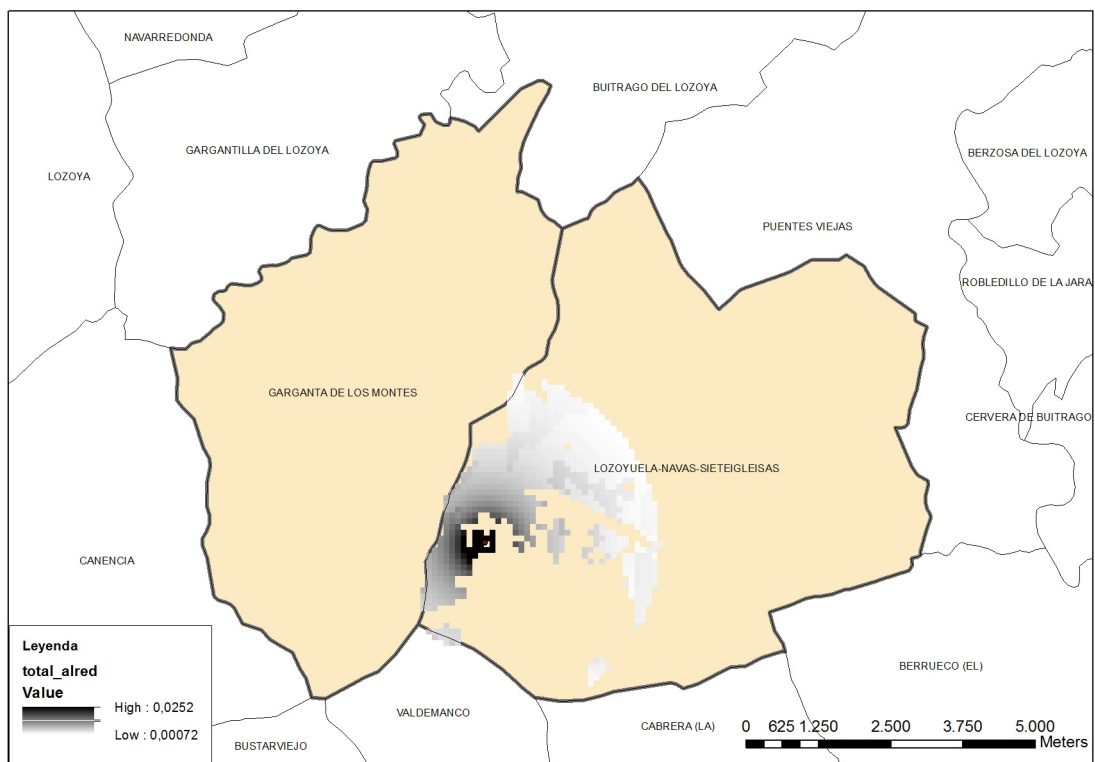 NAVARREDONDA
BUITRAGO DEL LOZOYA
GARGANTILLA DEL LOZOYA
BERZOSA DEL LOZOYA
LOZOYA
PUENTES VIEJAS
ROBLEDILLO DE LA JARA
GARGANTA DE LOS MONTES
CERVERA DE BUITRAGO
LOZOYUELA-NAVAS-SIETEIGLEISAS
CANENCIA
BERRUECO (EL)
VALDEMANCO
CABRERA (LA)
BUSTARVIEJO
Leyenda
total_alred
Value
High : 0,0252
Low : 0,00072
0 625 1.250 2.500 3.750 5.000
Meters